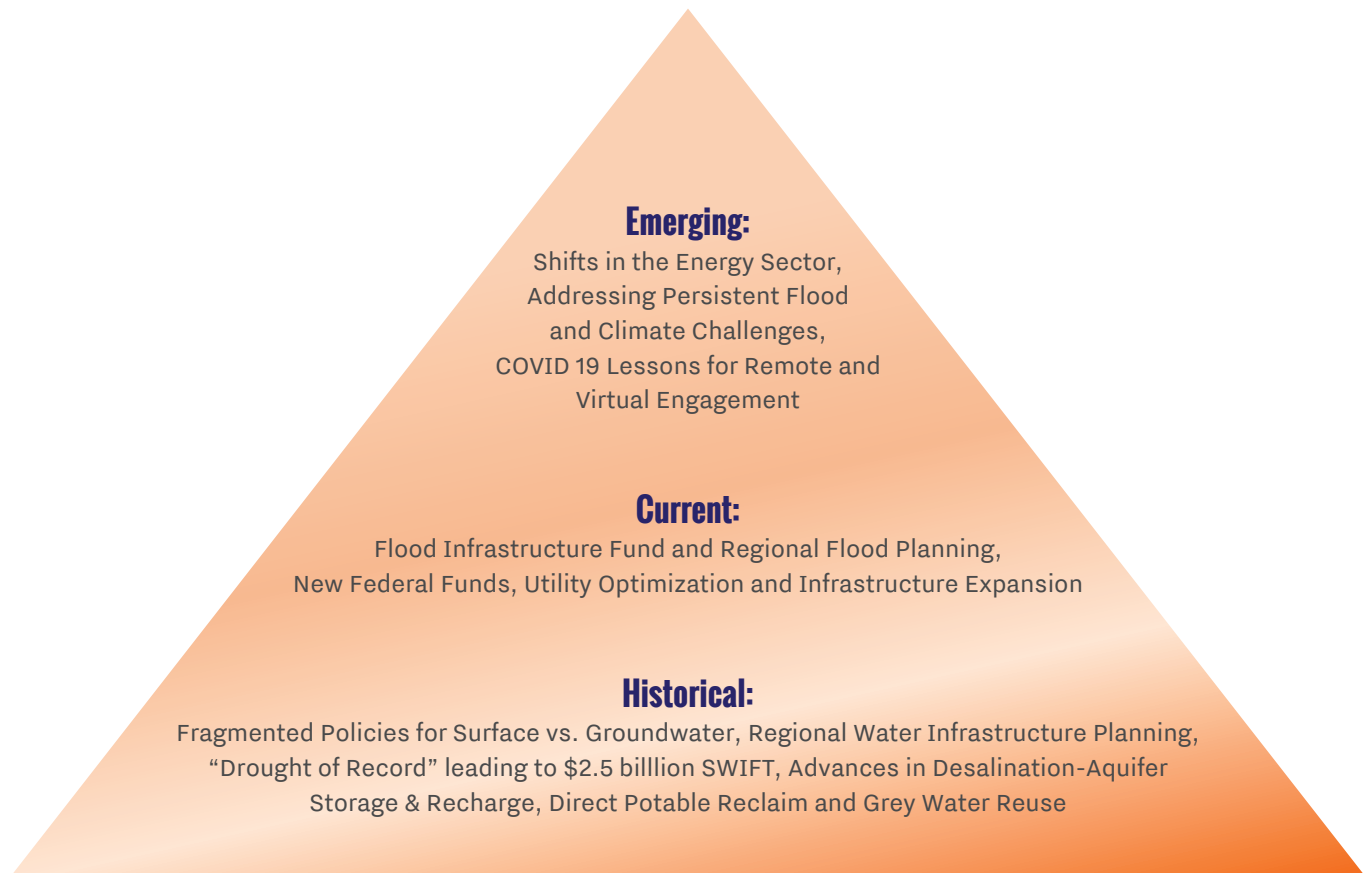 Emerging:
Shifts in the Energy Sector,
Addressing Persistent Flood
and Climate Challenges,
COVID 19 Lessons for Remote and
Virtual Engagement
Current:
Flood Infrastructure Fund and Regional Flood Planning,
New Federal Funds, Utility Optimization and Infrastructure Expansion
Historical:
Fragmented Policies for Surface vs. Groundwater, Regional Water Infrastructure Planning,
“Drought of Record” leading to $2.5 billlion SWIFT, Advances in Desalination-Aquifer
Storage & Recharge, Direct Potable Reclaim and Grey Water Reuse